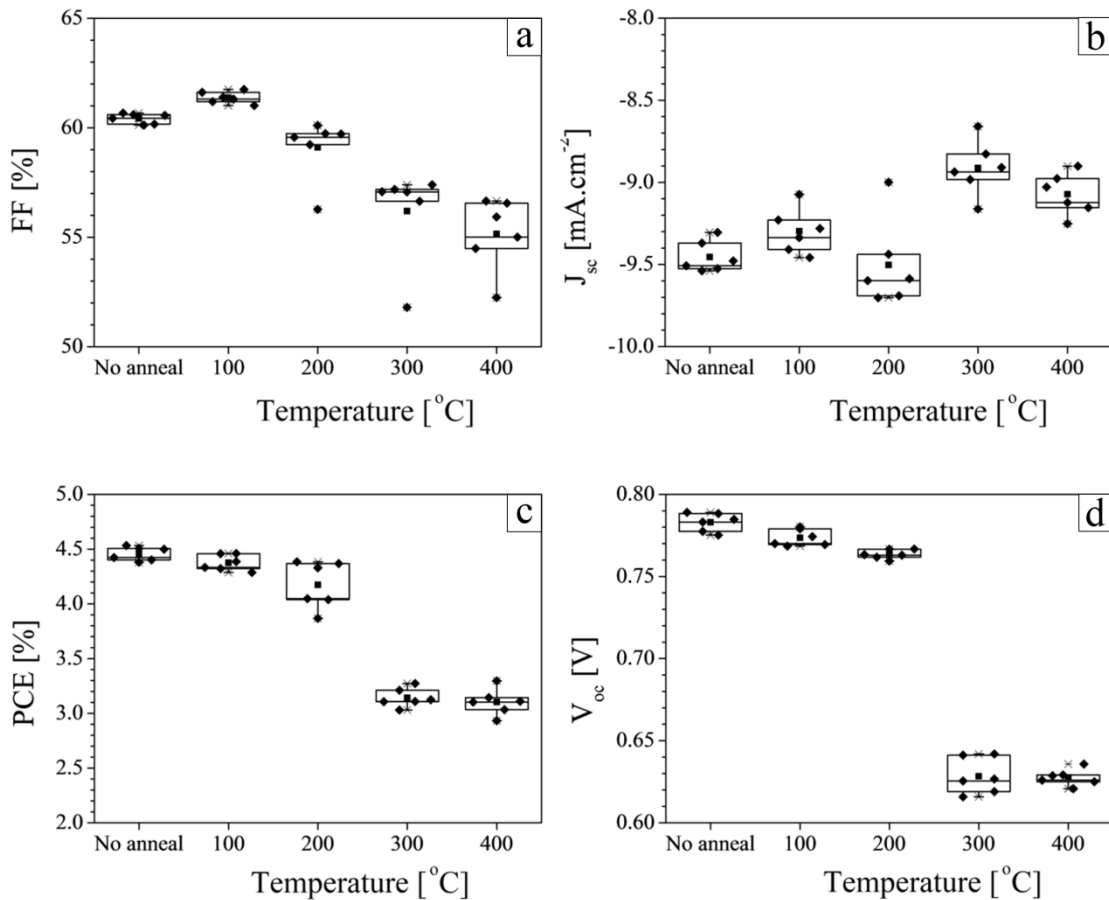 a
65
60
55
50
FF [%]
No anneal 100 200 300 400
Temperature [°C]
b
-8.0
-8.5
-9.0
-9.5
-10.0
Jsc [mA.cm-2]
No anneal 100 200 300 400
Temperature [°C]
c
5.0
4.5
4.0
3.5
3.0
2.5
2.0
PCE [%]
No anneal 100 200 300 400
Temperature [°C]
d
0.80
0.75
0.70
0.65
0.60
Voc [V]
No anneal 100 200 300 400
Temperature [°C]